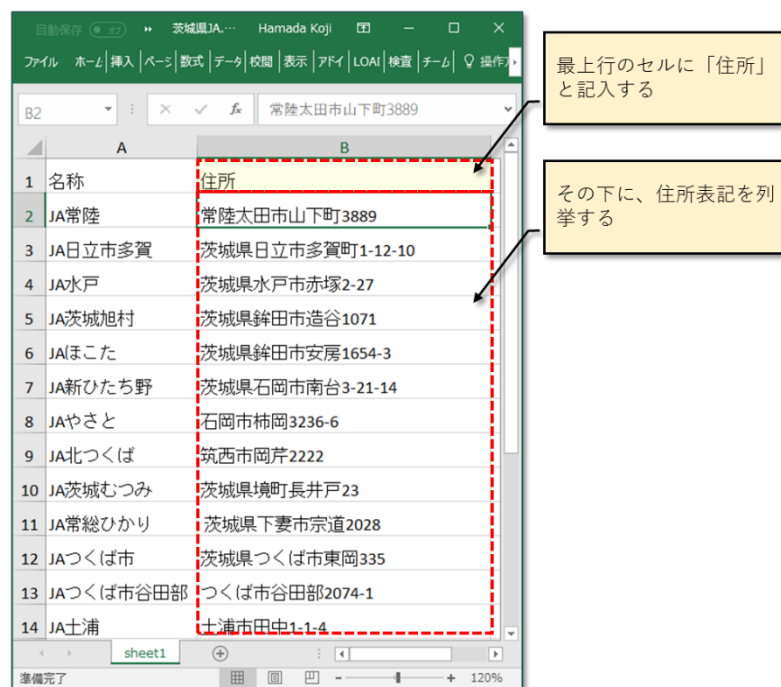 自動保存 オフ 茨城県JA.… Hamada Koji
ファイル ホーム 挿入 ページ 数式 データ 校閲 表示 アドイ LOAI 検査 チーム 操作ア
B2 fx 常陸太田市山下町3889
A B
1 名称 住所
2 JA常陸 常陸太田市山下町3889
3 JA日立市多賀 茨城県日立市多賀町1-12-10
4 JA水戸 茨城県水戸市赤塚2-27
5 JA茨城旭村 茨城県鉾田市造谷1071
6 JAほこた 茨城県鉾田市安房1654-3
7 JA新ひたち野 茨城県石岡市南台3-21-14
8 JAやさと 石岡市柿岡3236-6
9 JA北つくば 筑西市岡芹2222
10 JA茨城むつみ 茨城県境町長井戸23
11 JA常総ひかり 茨城県下妻市宗道2028
12 JAつくば市 茨城県つくば市東岡335
13 JAつくば市谷田部 つくば市谷田部2074-1
14 JA土浦 土浦市田中1-1-4
sheet1
準備完了 120%
最上行のセルに「住所」
と記入する
その下に、住所表記を列
挙する